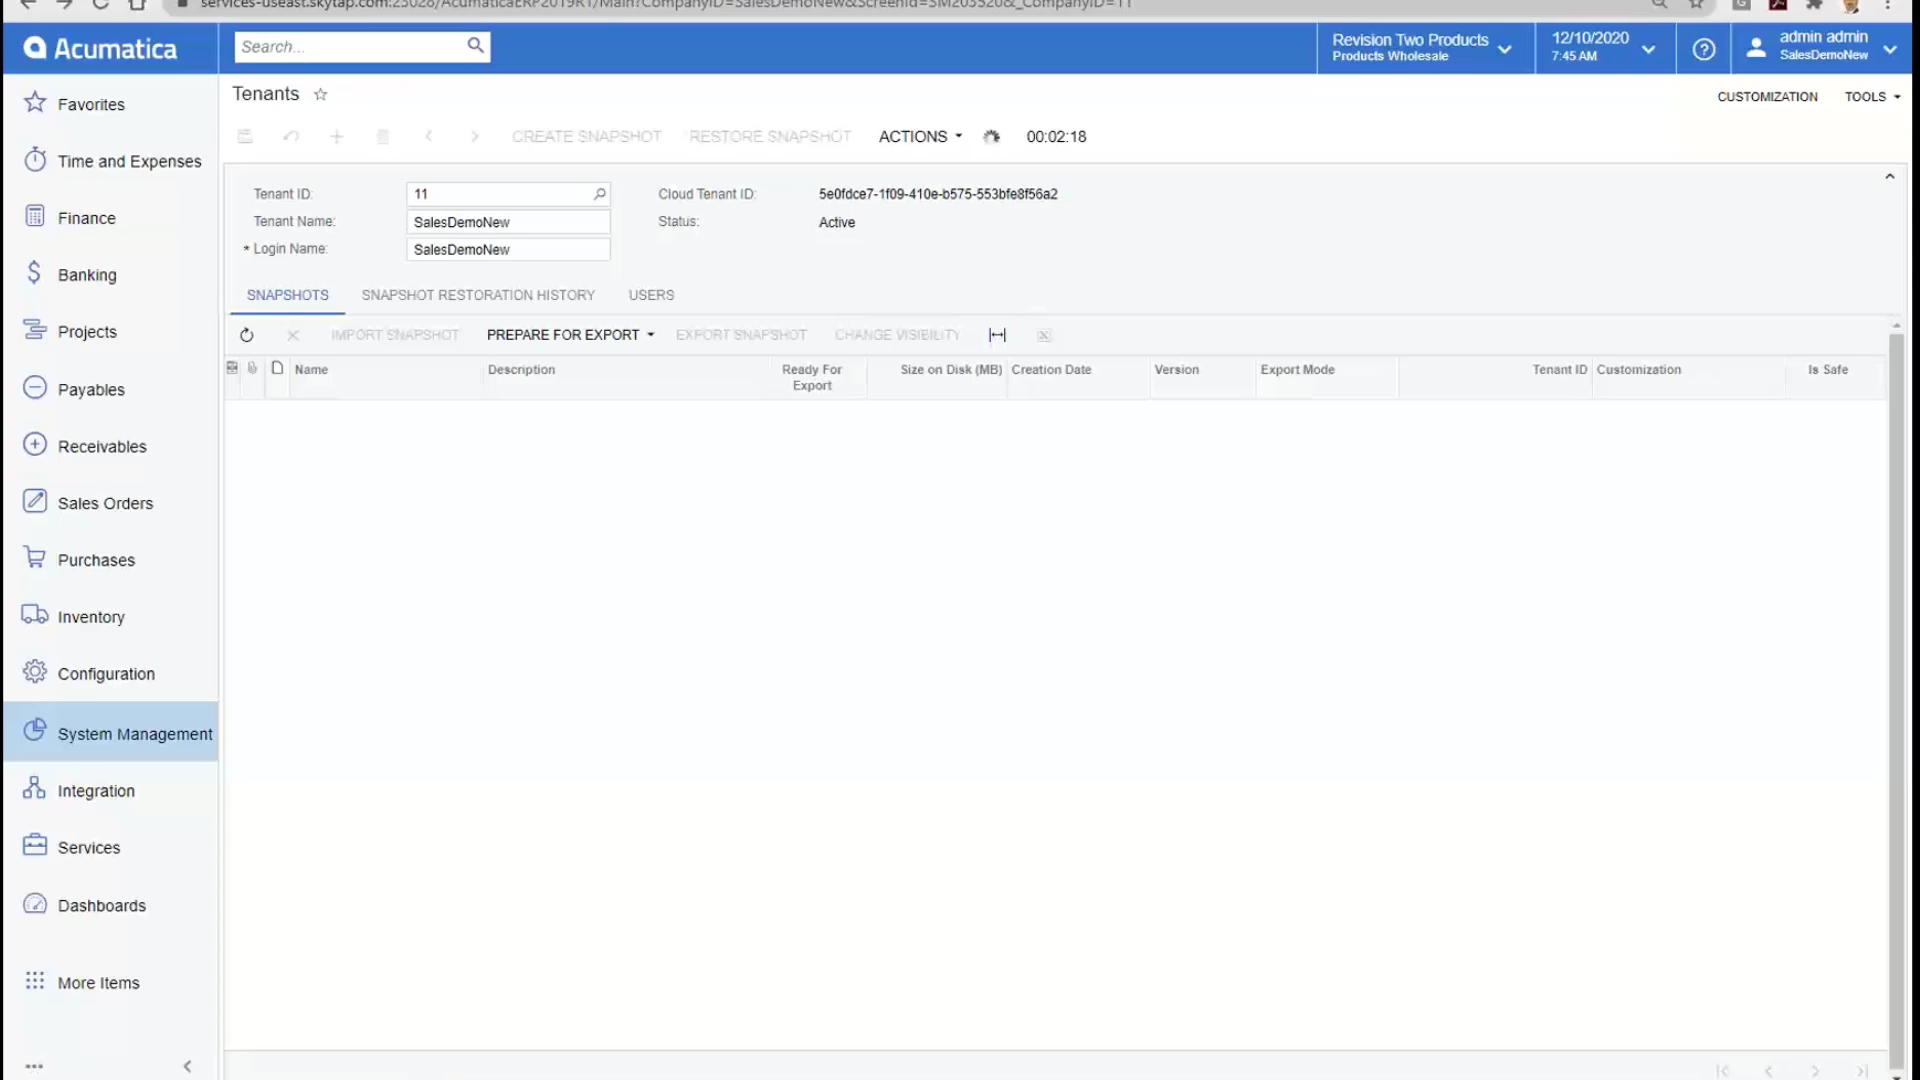 services-useast.skytap.com:23028/AcumaticaERP2019R1/Main?CompanyID=SalesDemoNew&ScreenId=SM203520&_CompanyID=11
Acumatica
Search...
Revision Two Products
Products Wholesale
12/10/2020
7:45 AM
admin admin
SalesDemoNew
Favorites
Time and Expenses
Finance
Banking
Projects
Payables
Receivables
Sales Orders
Purchases
Inventory
Configuration
System Management
Integration
Services
Dashboards
More Items
Tenants
CUSTOMIZATION
TOOLS
CREATE SNAPSHOT
RESTORE SNAPSHOT
ACTIONS
00:02:18
Tenant ID:
11
Cloud Tenant ID:
5e0fdce7-1f09-410e-b575-553bfe8f56a2
Tenant Name:
SalesDemoNew
Status:
Active
* Login Name:
SalesDemoNew
SNAPSHOTS
SNAPSHOT RESTORATION HISTORY
USERS
IMPORT SNAPSHOT
PREPARE FOR EXPORT
EXPORT SNAPSHOT
CHANGE VISIBILITY
Name
Description
Ready For
Export
Size on Disk (MB)
Creation Date
Version
Export Mode
Tenant ID
Customization
Is Safe